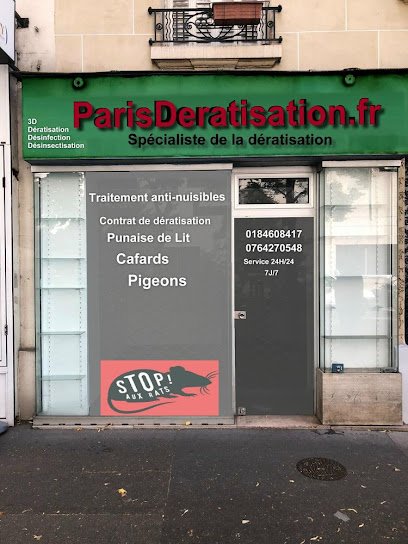 ParisDeratisation.fr
Spécialiste de la dératisation
3D
Dératisation
Désinfection
Désinsectisation
Traitement anti-nuisibles
Contrat de dératisation
Punaise de Lit
Cafards
Pigeons
0184608417
0764270548
Service 24H/24
7J/7
STOP!
AUX RATS